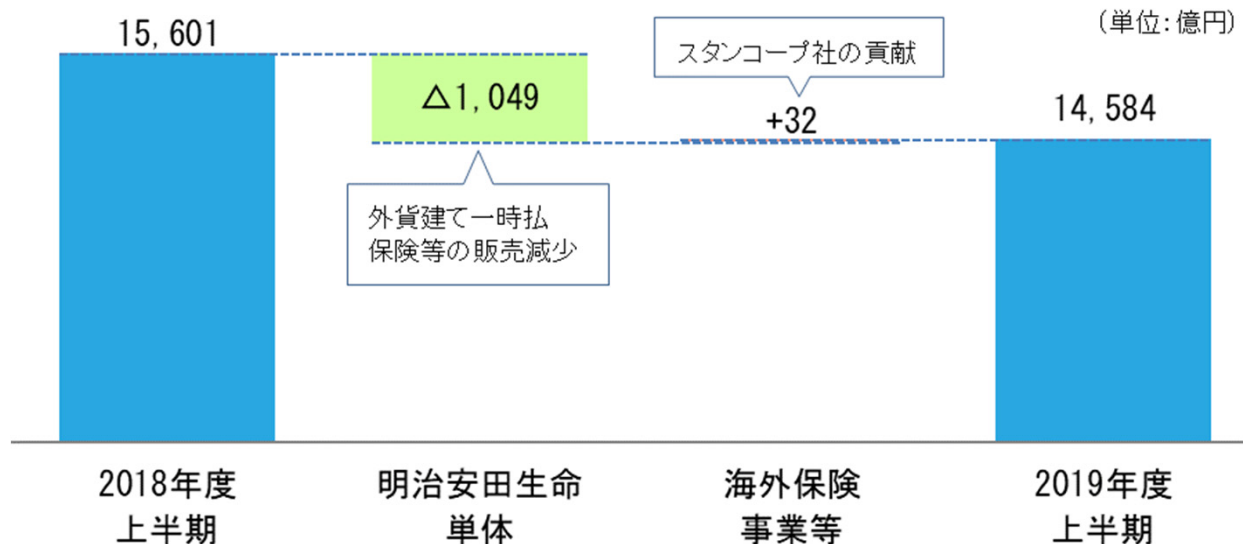 (単位:億円)
15,601
△1,049
スタンコープ社の貢献
+32
14,584
外貨建て一時払
保険等の販売減少
2018年度
上半期
明治安田生命
単体
海外保険
事業等
2019年度
上半期